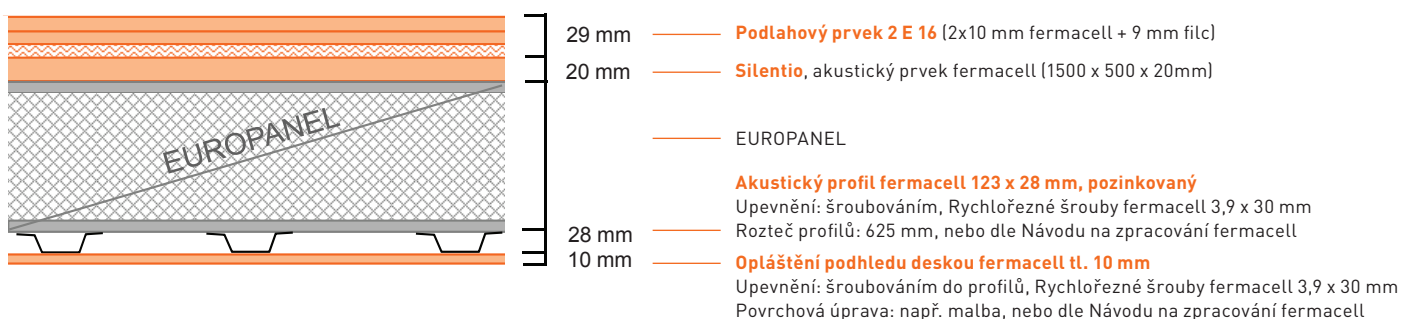 29 mm
Podlahový prvek 2 E 16 (2x10 mm fermacell + 9 mm filc)
20 mm
Silentio, akustický prvek fermacell (1500 x 500 x 20mm)
EUROPANEL
EUROPANEL
Akustický profil fermacell 123 x 28 mm, pozinkovaný
Upevnění: šroubováním, Rychlořezné šrouby fermacell 3,9 x 30 mm
28 mm
Rozteč profilů: 625 mm, nebo dle Návodu na zpracování fermacell
10 mm
Opláštění podhledu deskou fermacell tl. 10 mm
Upevnění: šroubováním do profilů, Rychlořezné šrouby fermacell 3,9 x 30 mm
Povrchová úprava: např. malba, nebo dle Návodu na zpracování fermacell